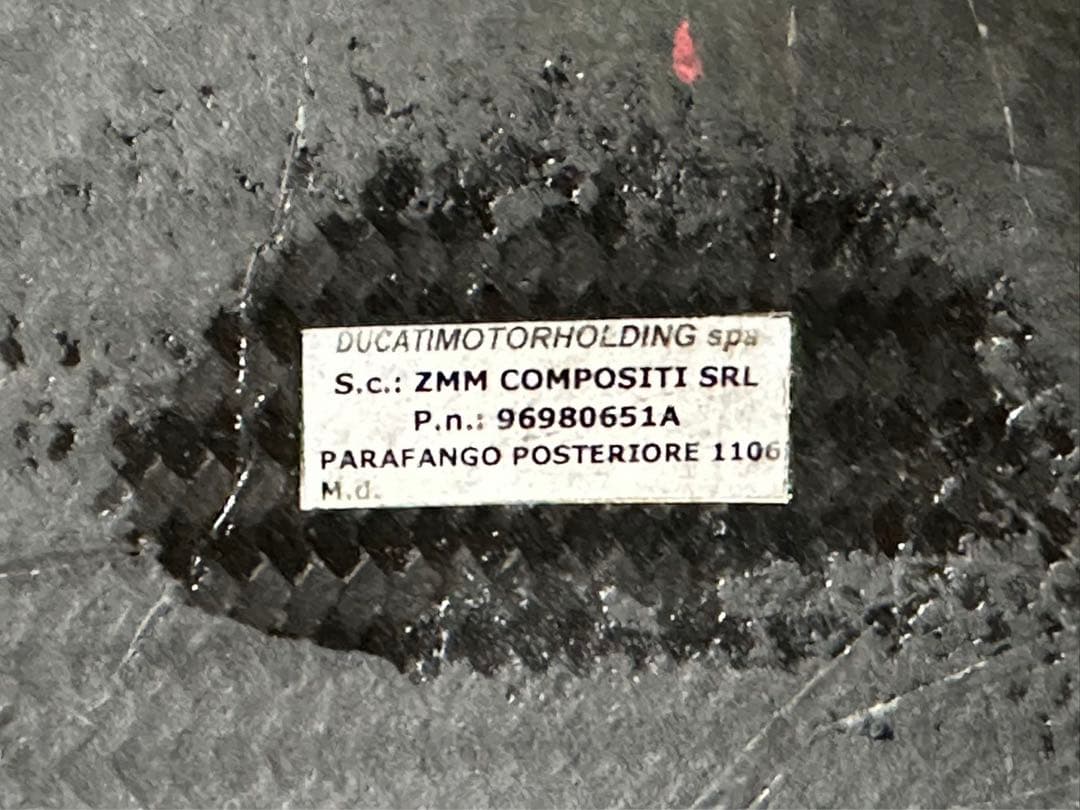 DUCATIMOTORHOLDING spa
S.c.: ZMM COMPOSITI SRL
P.n.: 96980651A
PARAFANGO POSTERIORE 1106
M.d.